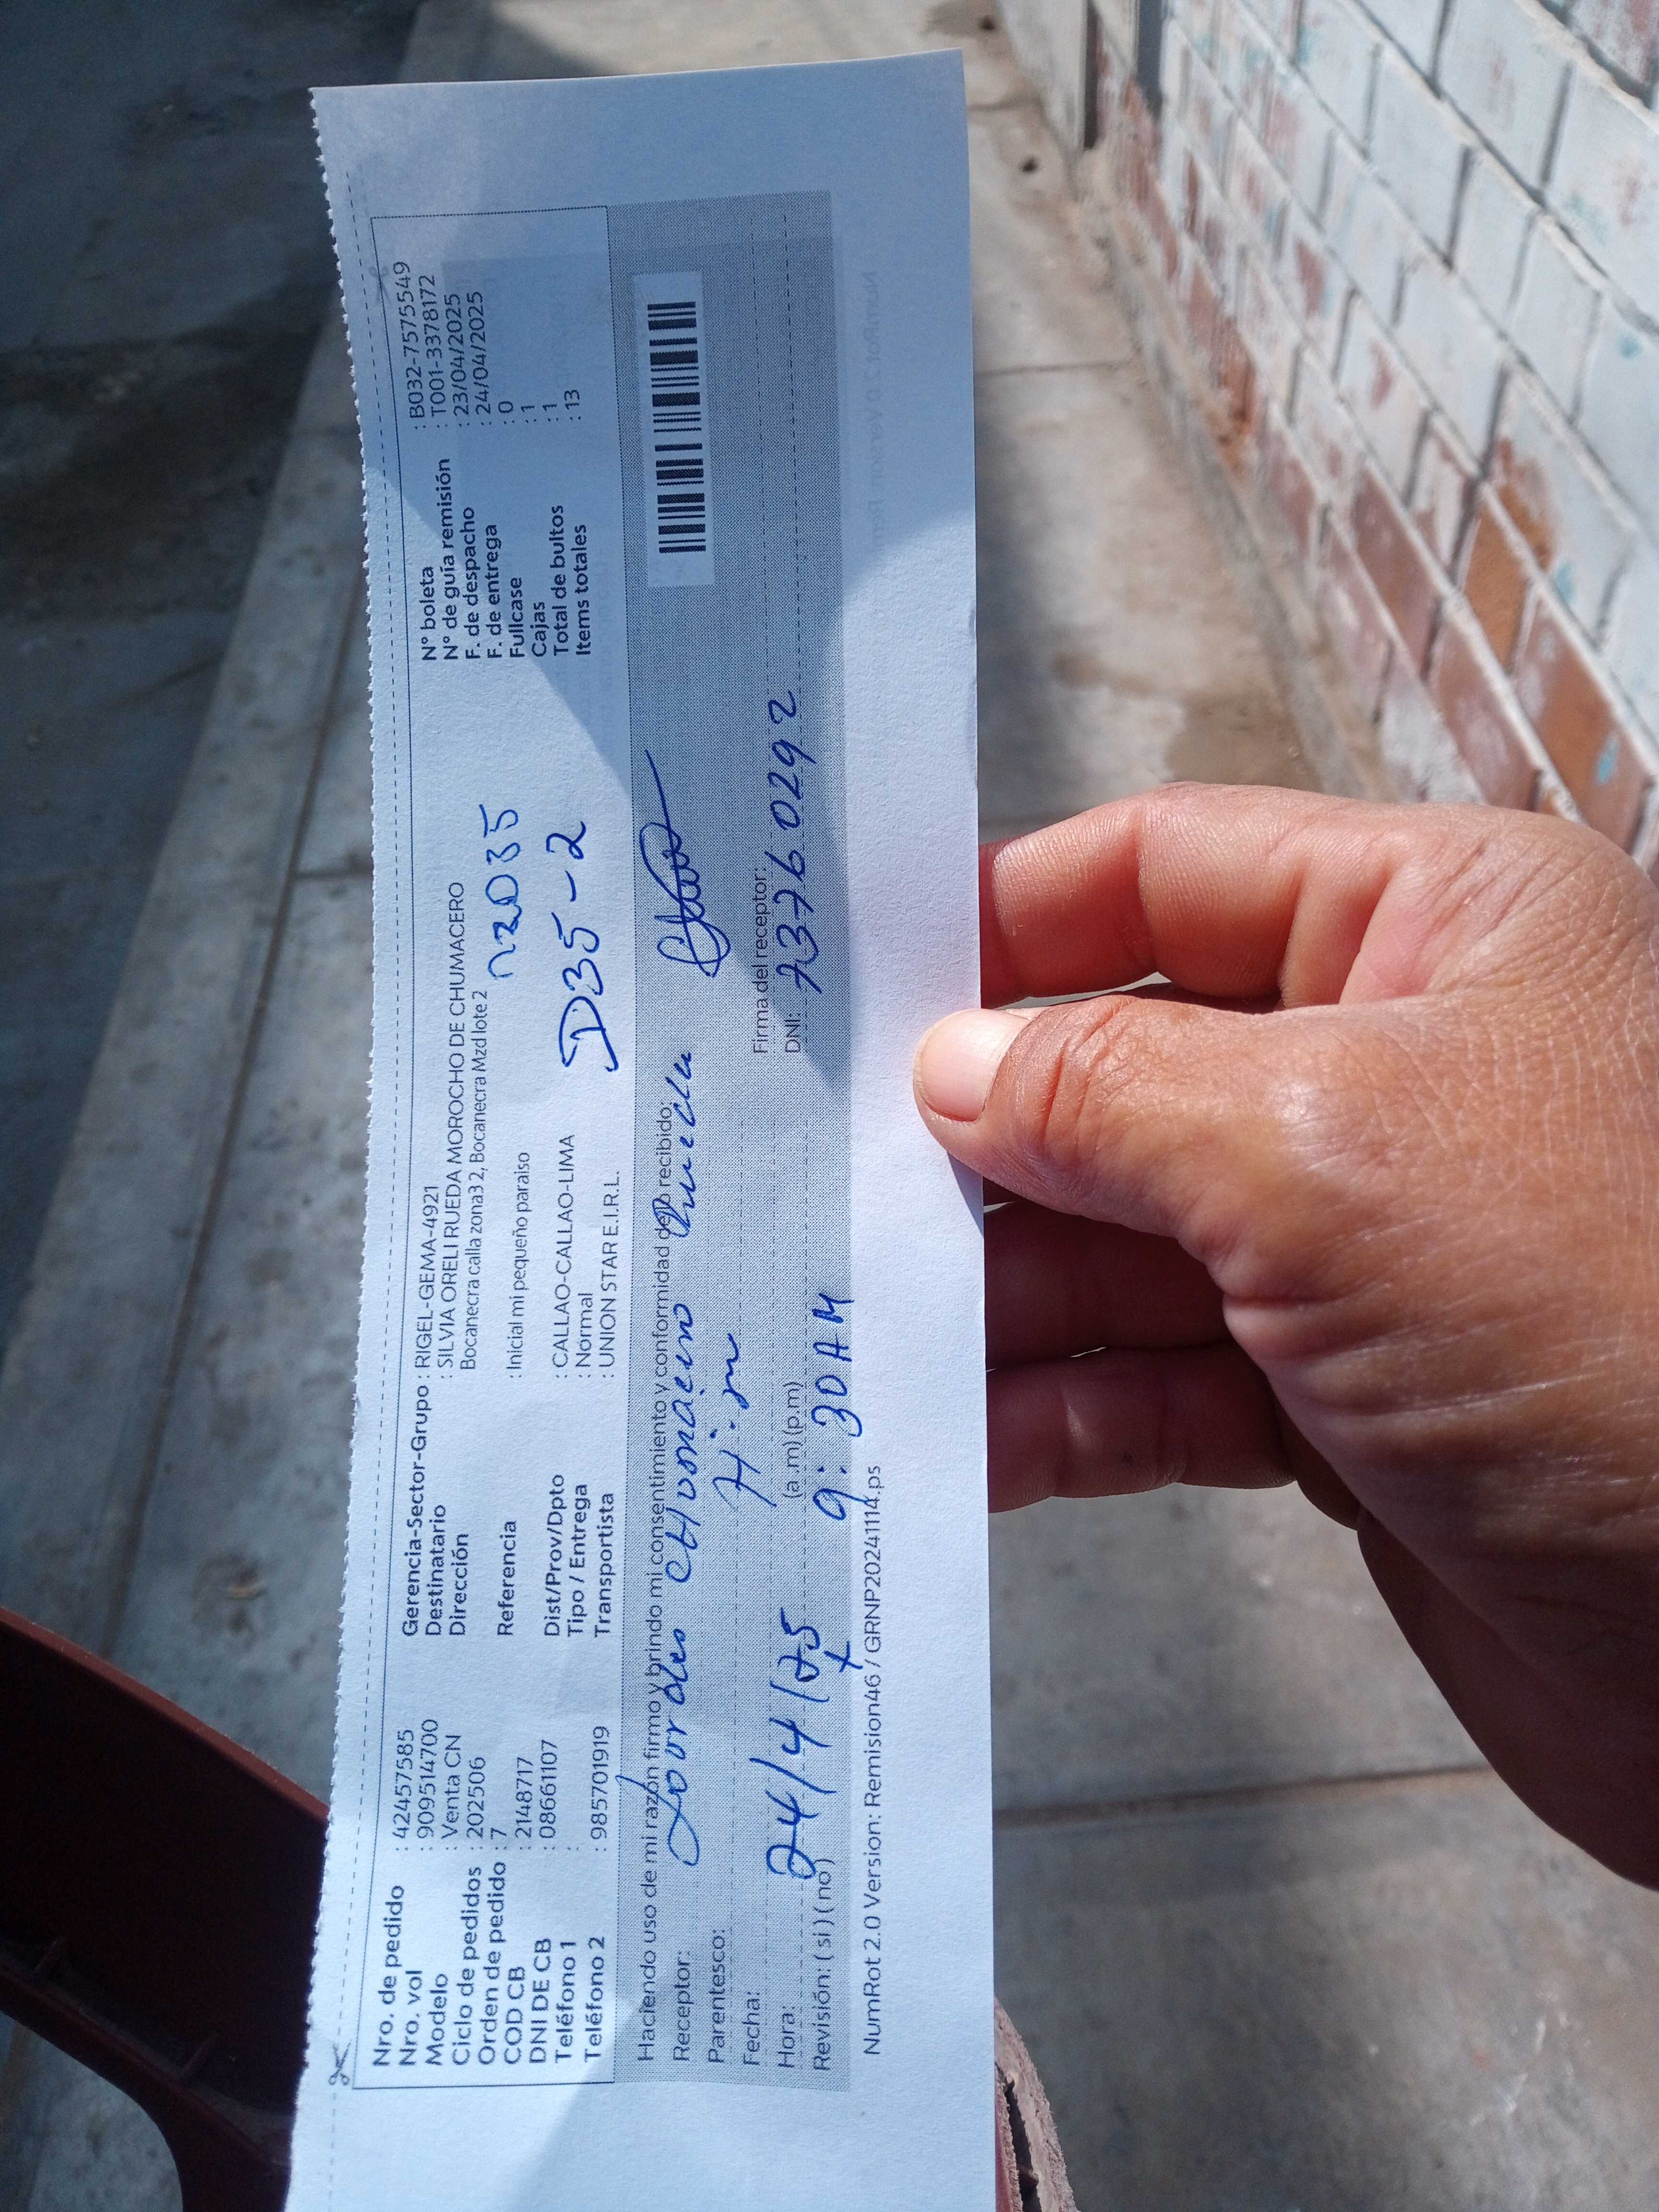 Nro. de pedido : 42457585
Nro. vol : 909514700
Modelo : Venta CN
Ciclo de pedidos : 202506
Orden de pedido : 7
COD CB : 2148717
DNI DE CB : 08661107
Teléfono 1 :
Teléfono 2 : 985701919
Gerencia-Sector-Grupo : RIGEL-GEMA-4921
Destinatario : SILVIA ORELI RUEDA MOROCHO DE CHUMACERO
Dirección Bocanecra calla zona3 2, Bocanecra Mzd lote 2
Referencia : Inicial mi pequeño paraiso
Dist/Prov/Dpto : CALLAO-CALLAO-LIMA
Tipo / Entrega : Normal
Transportista : UNION STAR E.I.R.L.
D35-2
N° boleta : B032-7575549
N° de guía remisión : T001-3378172
F. de despacho : 23/04/2025
F. de entrega : 24/04/2025
Fullcase : 0
Cajas : 1
Total de bultos : 1
Items totales : 13
Haciendo uso de mi razón firmo y brindo mi consentimiento y conformidad de lo recibido:
Receptor: Lourdes CHumacero Rueda
Parentesco:
Fecha: 24/4/25
Hora: (a.m) (p.m) 9:30 AM
Revisión: ( si ) ( no )
Firma del receptor:
DNI: 73760292
NumRot 2.0 Version: Remision46 / GRNP20241114.ps